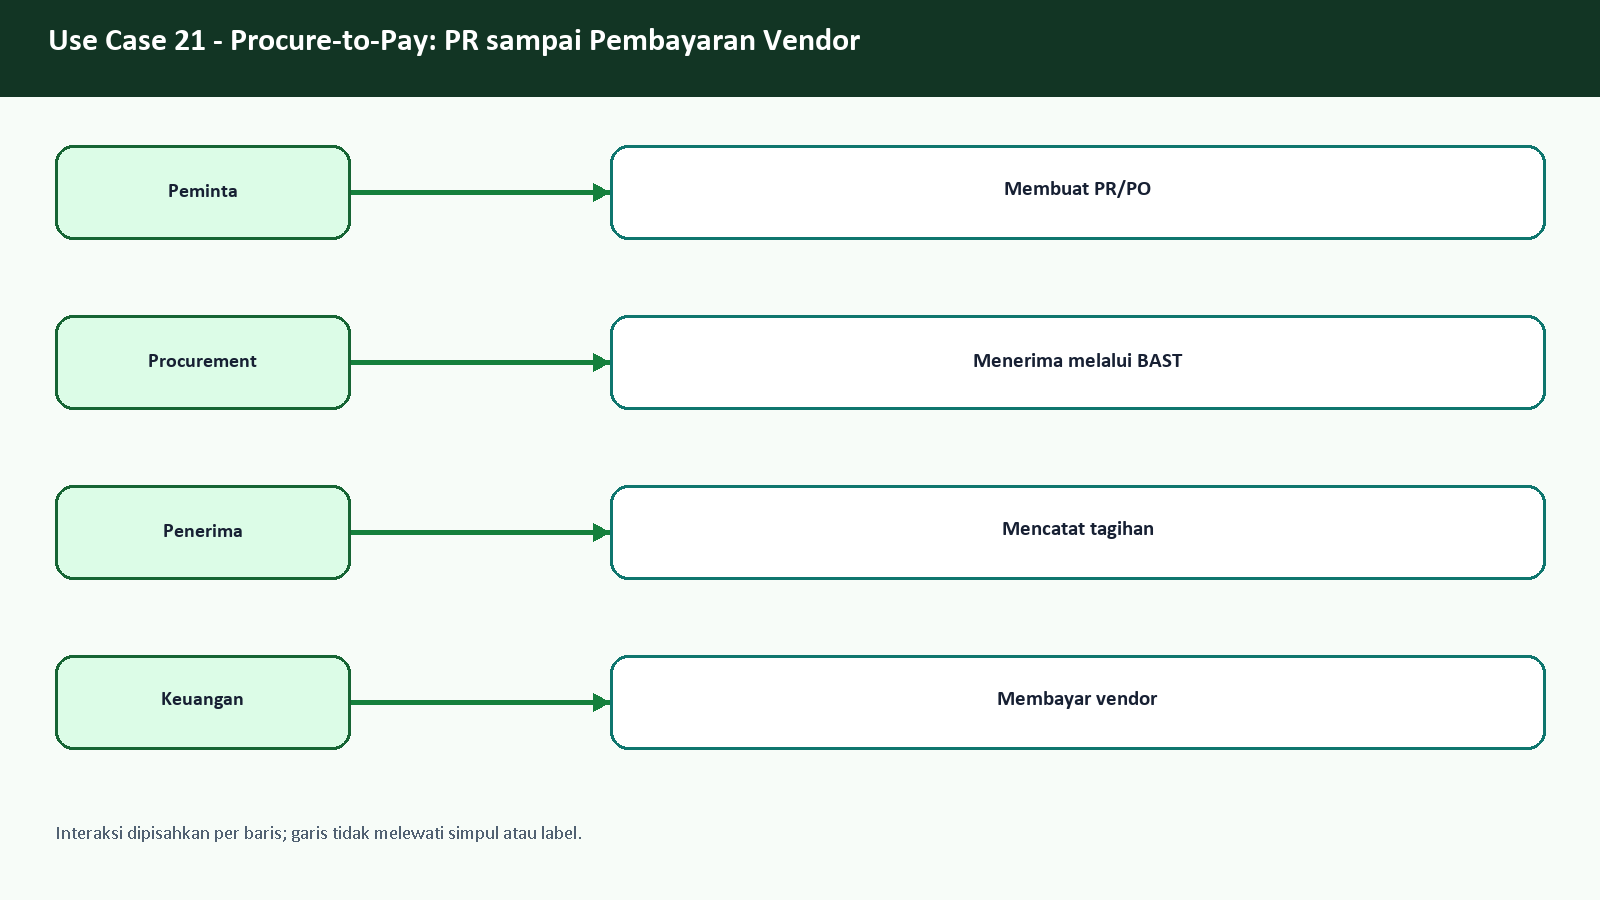 Use Case 21 - Procure-to-Pay: PR sampai Pembayaran Vendor
Peminta
Membuat PR/PO
Procurement
Menerima melalui BAST
Penerima
Mencatat tagihan
Keuangan
Membayar vendor
Interaksi dipisahkan per baris; garis tidak melewati simpul atau label.